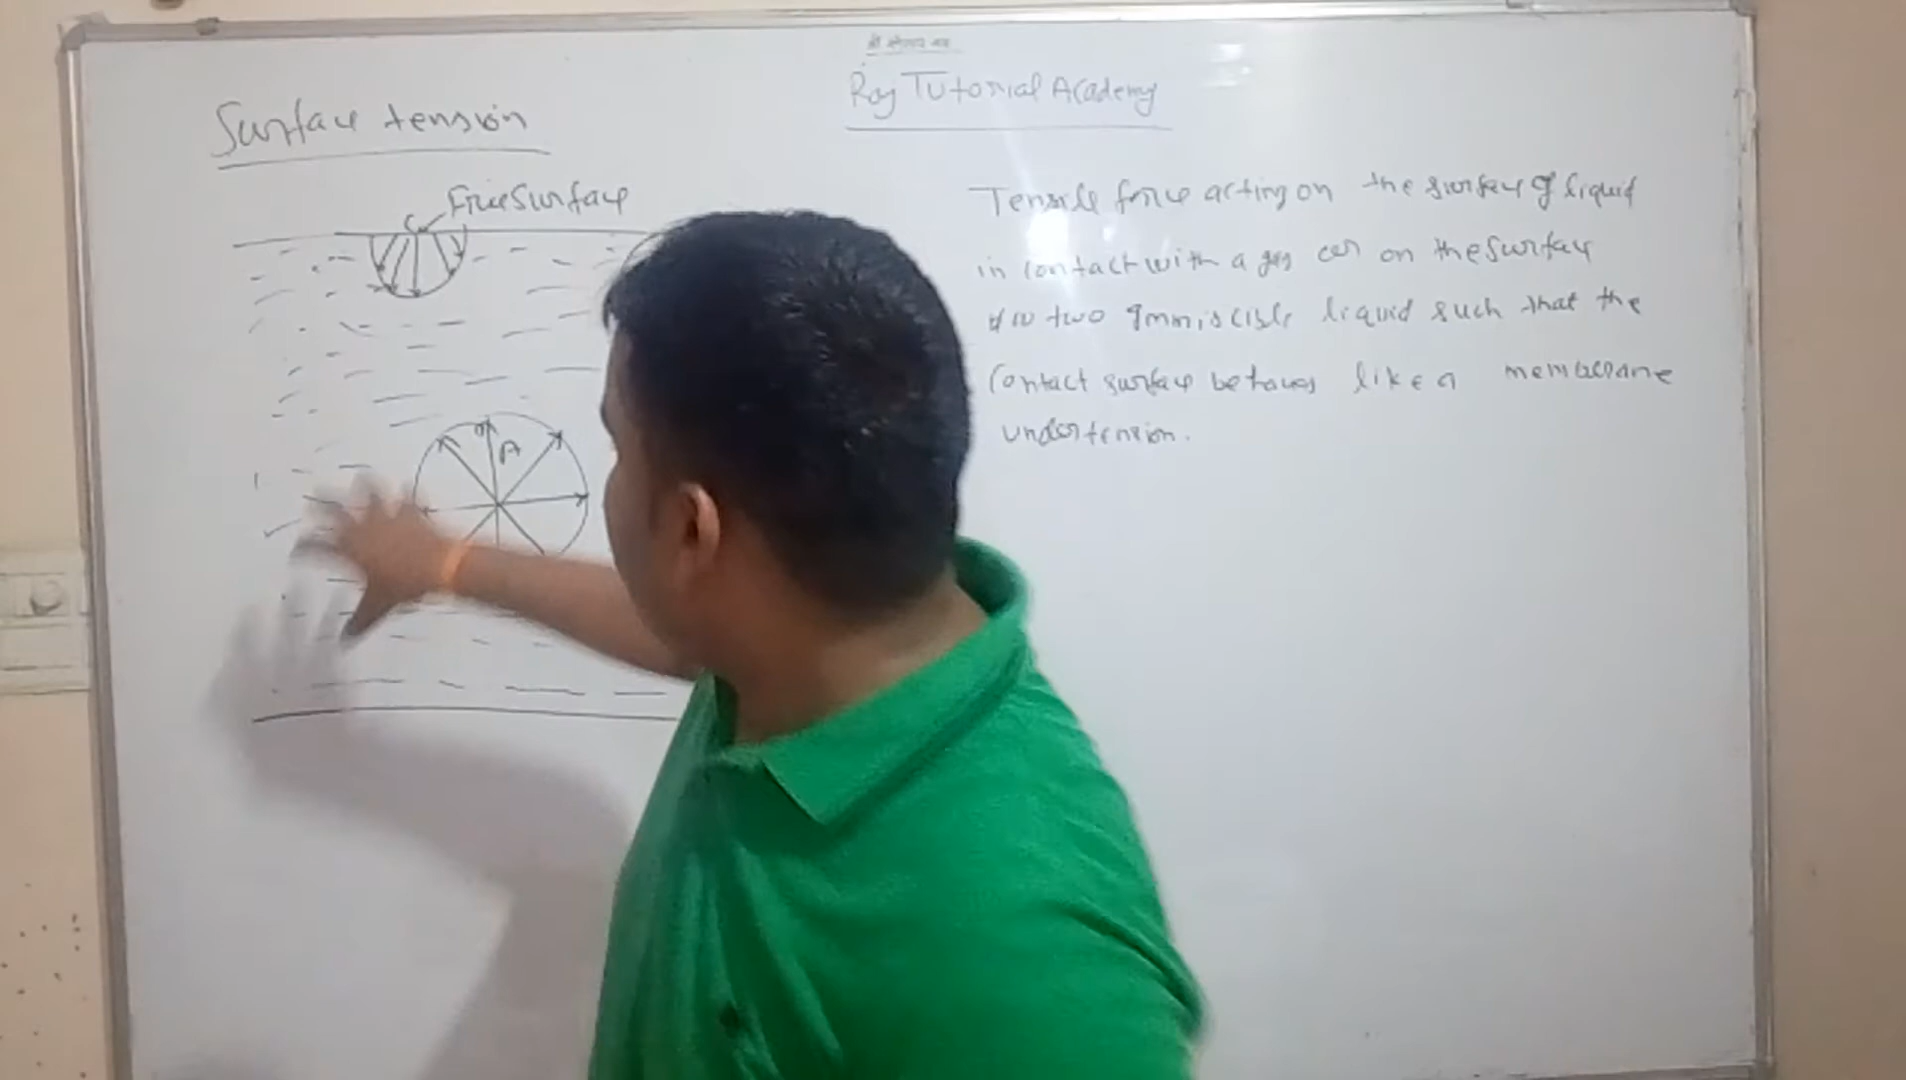 Roy Tutorial Academy
Surface tension
Free Surface
C
A
Tensile force acting on the surface of liquid
in contact with a gas or on the surface
b/w two Immiscible liquid such that the
Contact surface behaves like a membrane
under tension.